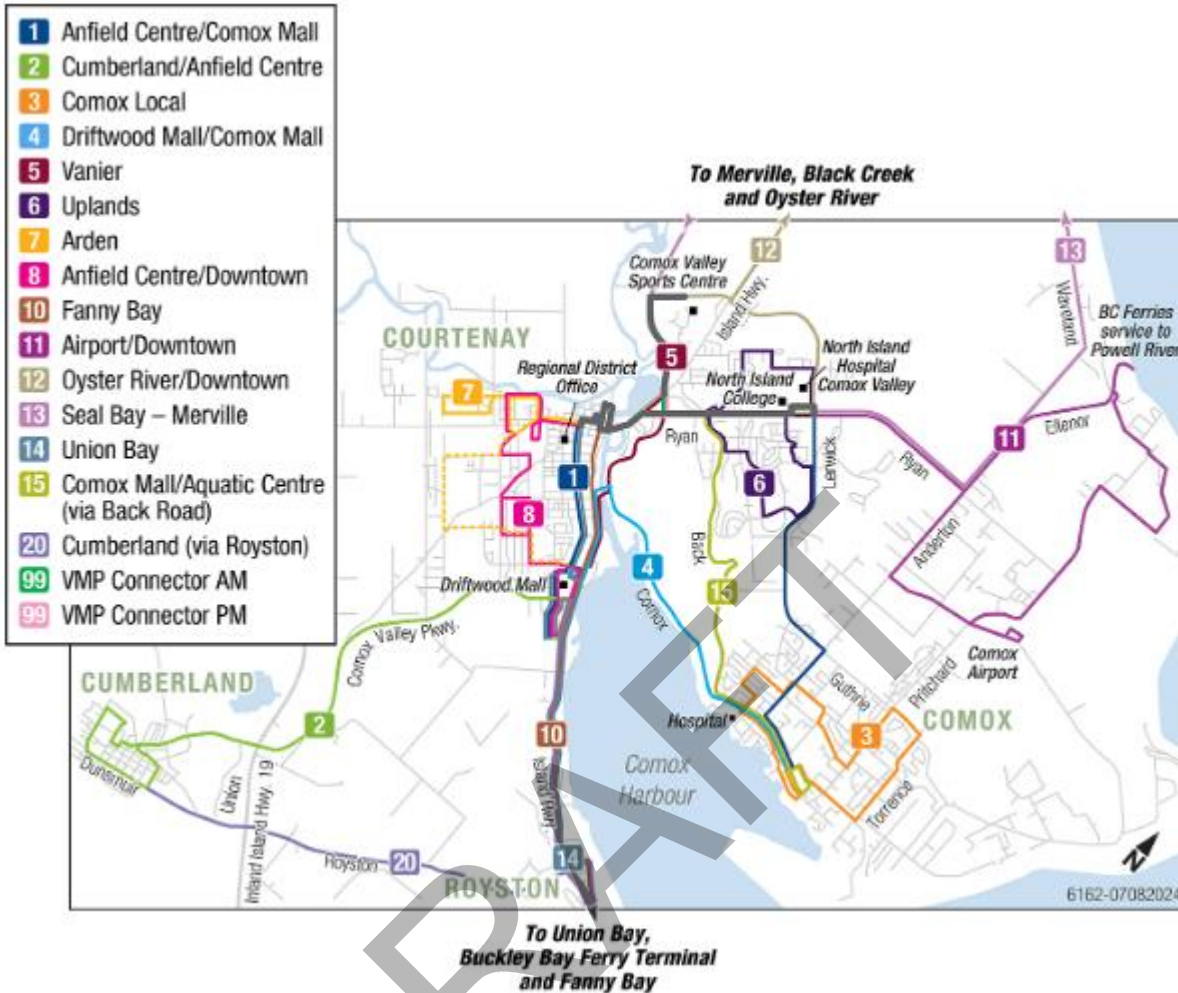 1 Anfield Centre/Comox Mall
2 Cumberland/Anfield Centre
3 Comox Local
4 Driftwood Mall/Comox Mall
5 Vanier
6 Uplands
7 Arden
8 Anfield Centre/Downtown
10 Fanny Bay
11 Airport/Downtown
12 Oyster River/Downtown
13 Seal Bay – Merville
14 Union Bay
15 Comox Mall/Aquatic Centre
(via Back Road)
20 Cumberland (via Royston)
99 VMP Connector AM
99 VMP Connector PM
To Merville, Black Creek
and Oyster River
12
13
Comox Valley
Sports Centre
Island Hwy.
Waveland
BC Ferries
service to
Powell River
COURTENAY
Regional District
Office
5
North Island
Hospital
Comox Valley
North Island
College
7
Ryan
Lerwick
Ryan
11
Ellenor
1
6
8
Anderton
Back
Driftwood Mall
4
15
Comox
Comox Valley Pkwy.
Comox
Airport
CUMBERLAND
Guthrie
Pritchard
COMOX
Hospital
3
2
10
Dunsmuir
Union
Inland Island Hwy. 19
Island Hwy.
Comox
Harbour
Torrence
Royston
20
14
ROYSTON
N
6162-07082024
To Union Bay,
Buckley Bay Ferry Terminal
and Fanny Bay
DRAFT